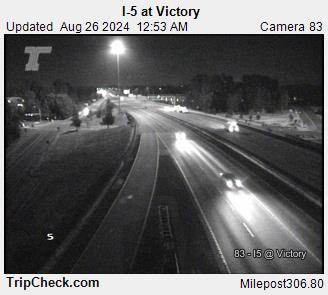 I-5 at Victory
Updated  Aug 26 2024  12:53 AM
Camera 83
T
S
83 - I5 @ Victory
TripCheck.com
Milepost306.80